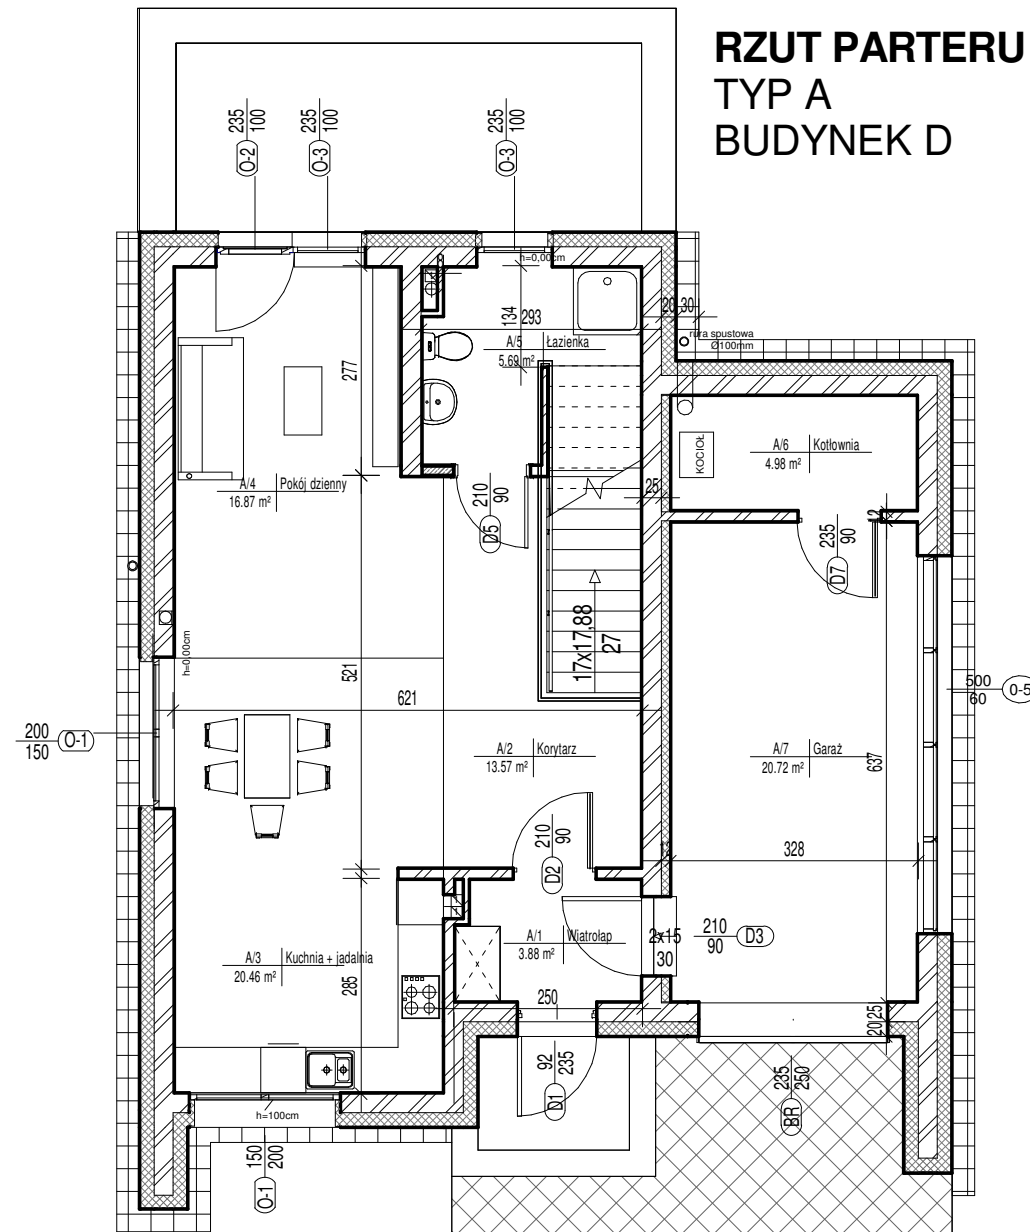 RZUT PARTERU
TYP A
BUDYNEK D
235
100
O-2
235
100
O-3
235
100
O-3
h=0,00cm
134
293
20
30
rura spustowa
Ø100mm
A/5 Łazienka
5.69 m²
277
A/6 Kotłownia
4.98 m²
KOCIOŁ
A/4 Pokój dzienny
16.87 m²
210
90
D5
25
12
235
90
D7
17x17,88
27
h=0,00cm
521
621
500
60
0-5
200
150
O-1
A/2 Korytarz
13.57 m²
A/7 Garaż
20.72 m²
637
210
90
D2
328
A/1 Wiatrołap
3.88 m²
2x15
30
210
90
D3
A/3 Kuchnia + jadalnia
20.46 m²
285
250
25
20
92
235
D1
235
250
BR
h=100cm
150
200
O-1